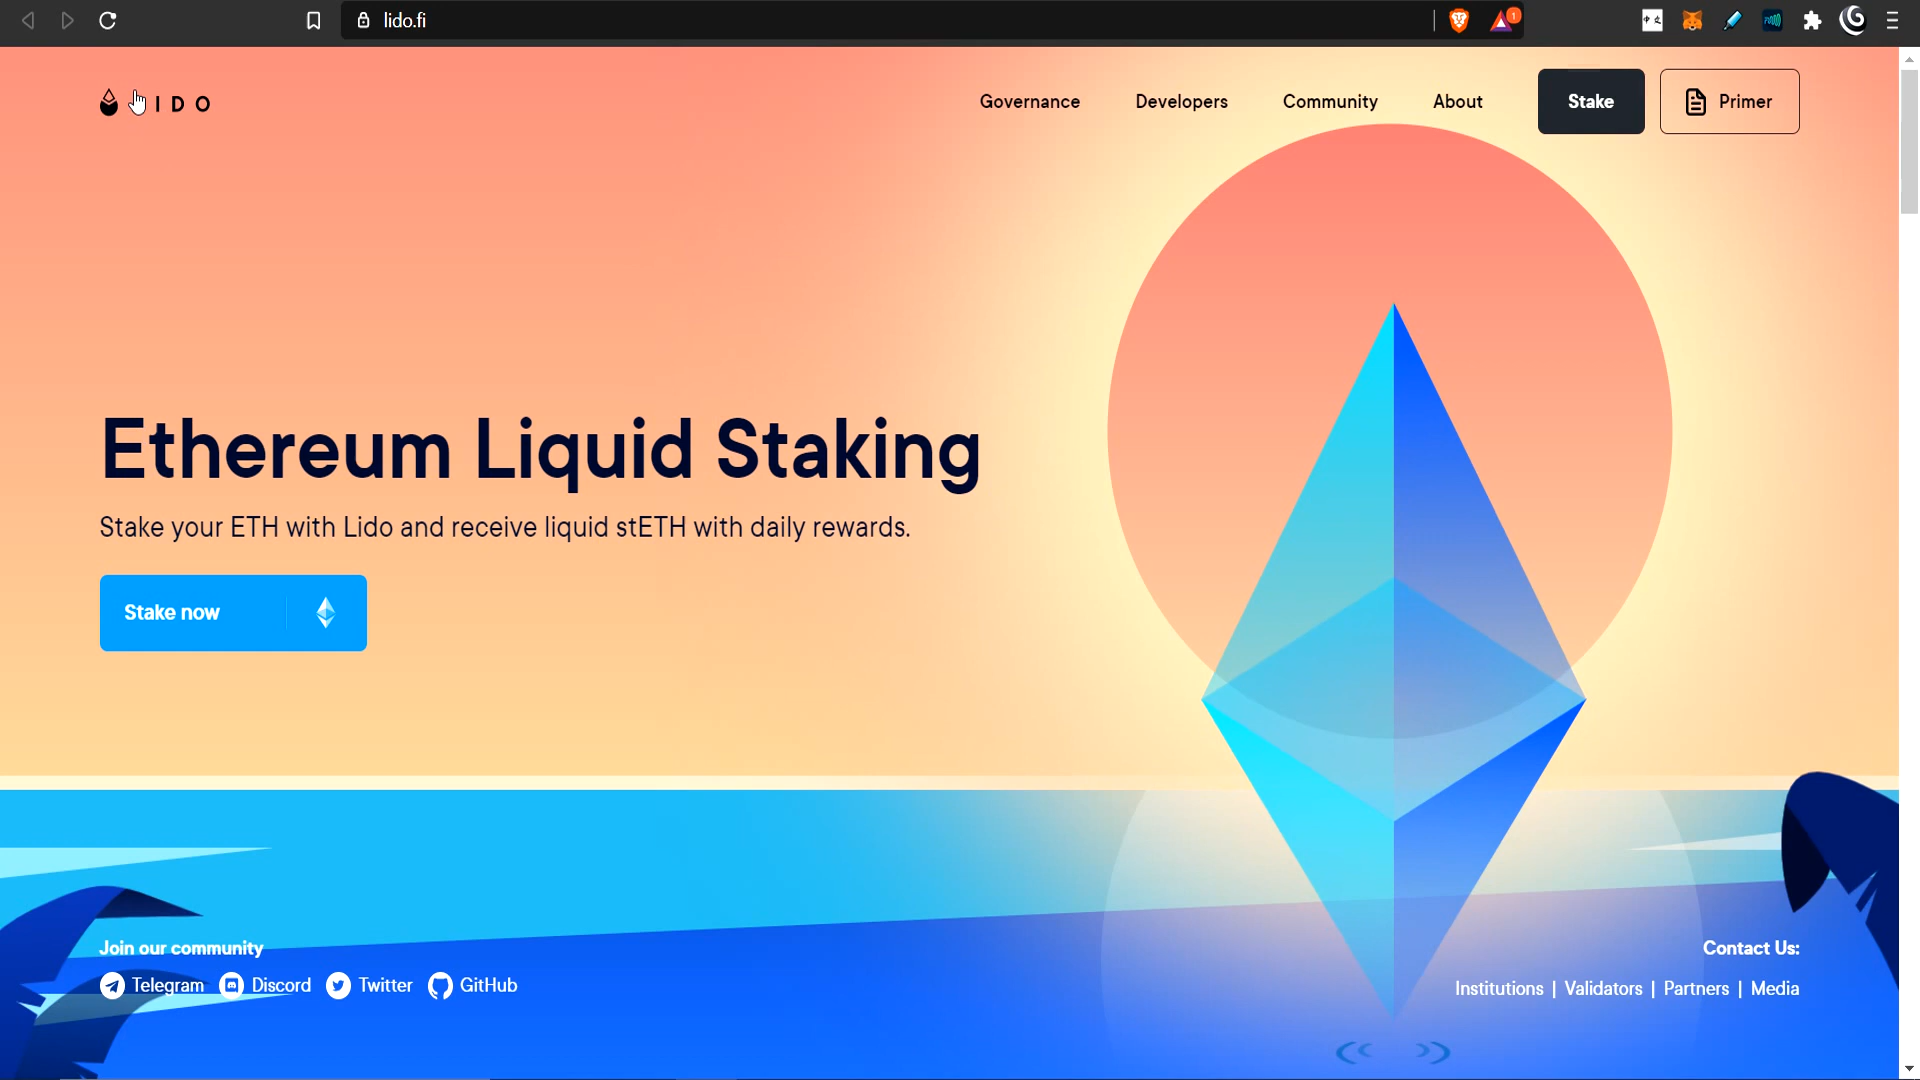 lido.fi
1
IDO
Governance
Developers
Community
About
Stake
Primer
Ethereum Liquid Staking
Stake your ETH with Lido and receive liquid stETH with daily rewards.
Stake now
Join our community
Telegram Discord Twitter GitHub
Contact Us:
Institutions | Validators | Partners | Media